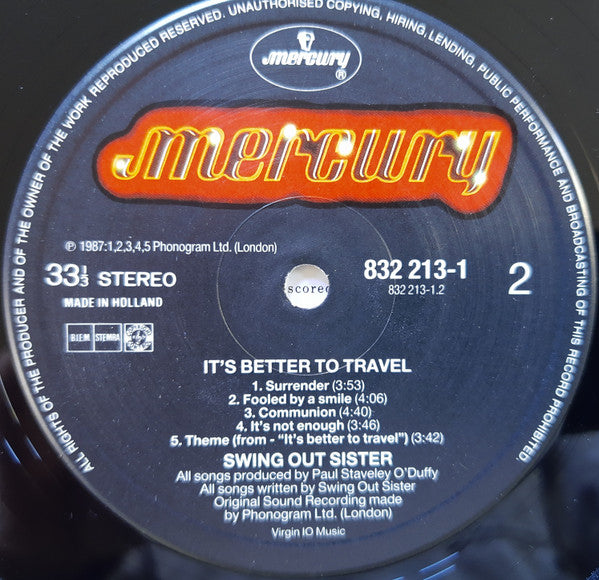 ALL RIGHTS OF THE PRODUCER AND OF THE OWNER OF THE WORK REPRODUCED RESERVED. UNAUTHORISED COPYING, HIRING, LENDING, PUBLIC PERFORMANCE AND BROADCASTING OF THIS RECORD PROHIBITED.
mercury
®
mercury
℗ 1987:1,2,3,4,5 Phonogram Ltd. (London)
33⅓ STEREO
832 213-1
2
MADE IN HOLLAND
832 213-1.2
scored
B.I.E.M. STEMRA
IT'S BETTER TO TRAVEL
1. Surrender (3:53)
2. Fooled by a smile (4:06)
3. Communion (4:40)
4. It's not enough (3:46)
5. Theme (from - "It's better to travel") (3:42)
SWING OUT SISTER
All songs produced by Paul Staveley O'Duffy
All songs written by Swing Out Sister
Original Sound Recording made
by Phonogram Ltd. (London)
Virgin IO Music